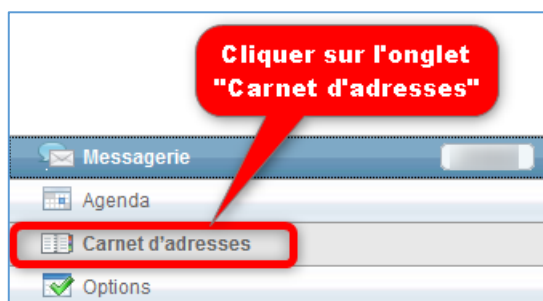 Cliquer sur l'onglet
"Carnet d'adresses"
Messagerie
Agenda
Carnet d'adresses
Options